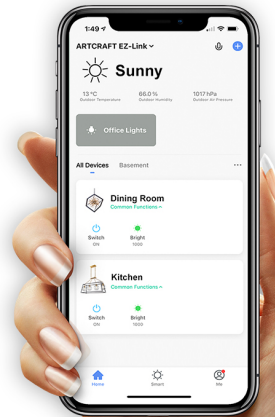 1:49
ARTCRAFT EZ-Link
Sunny
13 °C 66.0% 1017 hPa
Outdoor Temperature Outdoor Humidity Outdoor Air Pressure
Office Lights
All Devices Basement ...
Dining Room
Common Functions
Switch Bright
ON 1000
Kitchen
Common Functions
Switch Bright
ON 1000
Home Smart Me